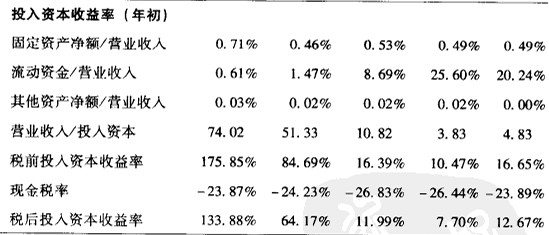 投入资本收益率（年初）
固定资产净额/营业收入 0.71% 0.46% 0.53% 0.49% 0.49%
流动资金/营业收入 0.61% 1.47% 8.69% 25.60% 20.24%
其他资产净额/营业收入 0.03% 0.02% 0.02% 0.02% 0.00%
营业收入/投入资本 74.02 51.33 10.82 3.83 4.83
税前投入资本收益率 175.85% 84.69% 16.39% 10.47% 16.65%
现金税率 -23.87% -24.23% -26.83% -26.44% -23.89%
税后投入资本收益率 133.88% 64.17% 11.99% 7.70% 12.67%